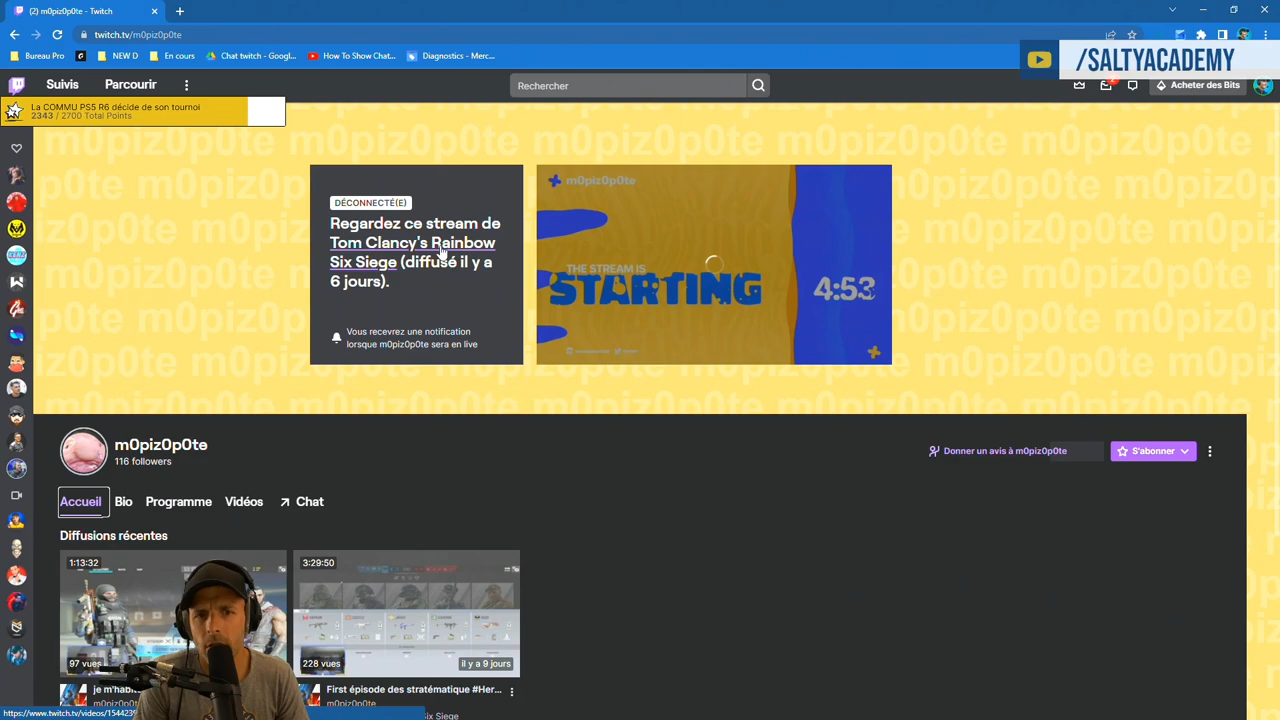 (2) m0piz0p0te - Twitch
twitch.tv/m0piz0p0te
Bureau Pro
NEW D
En cours
Chat twitch - Googl...
How To Show Chat...
Diagnostics - Merc...
/SALTYACADEMY
Suivis
Parcourir
Rechercher
Acheter des Bits
La COMMU PS5 R6 décide de son tournoi
2343 / 2700 Total Points
DÉCONNECTÉ(E)
Regardez ce stream de
Tom Clancy's Rainbow
Six Siege (diffusé il y a
6 jours).
Vous recevrez une notification
lorsque m0piz0p0te sera en live
m0piz0p0te
THE STREAM IS
STARTING
4:53
m0piz0p0te
116 followers
Donner un avis à m0piz0p0te
S'abonner
Accueil
Bio
Programme
Vidéos
Chat
Diffusions récentes
1:13:32
97 vues
3:29:50
228 vues
il y a 9 jours
je m'habi
m0piz0p0t
First épisode des stratématique #Her...
m0piz0p0te
Six Siege
https://www.twitch.tv/videos/154423